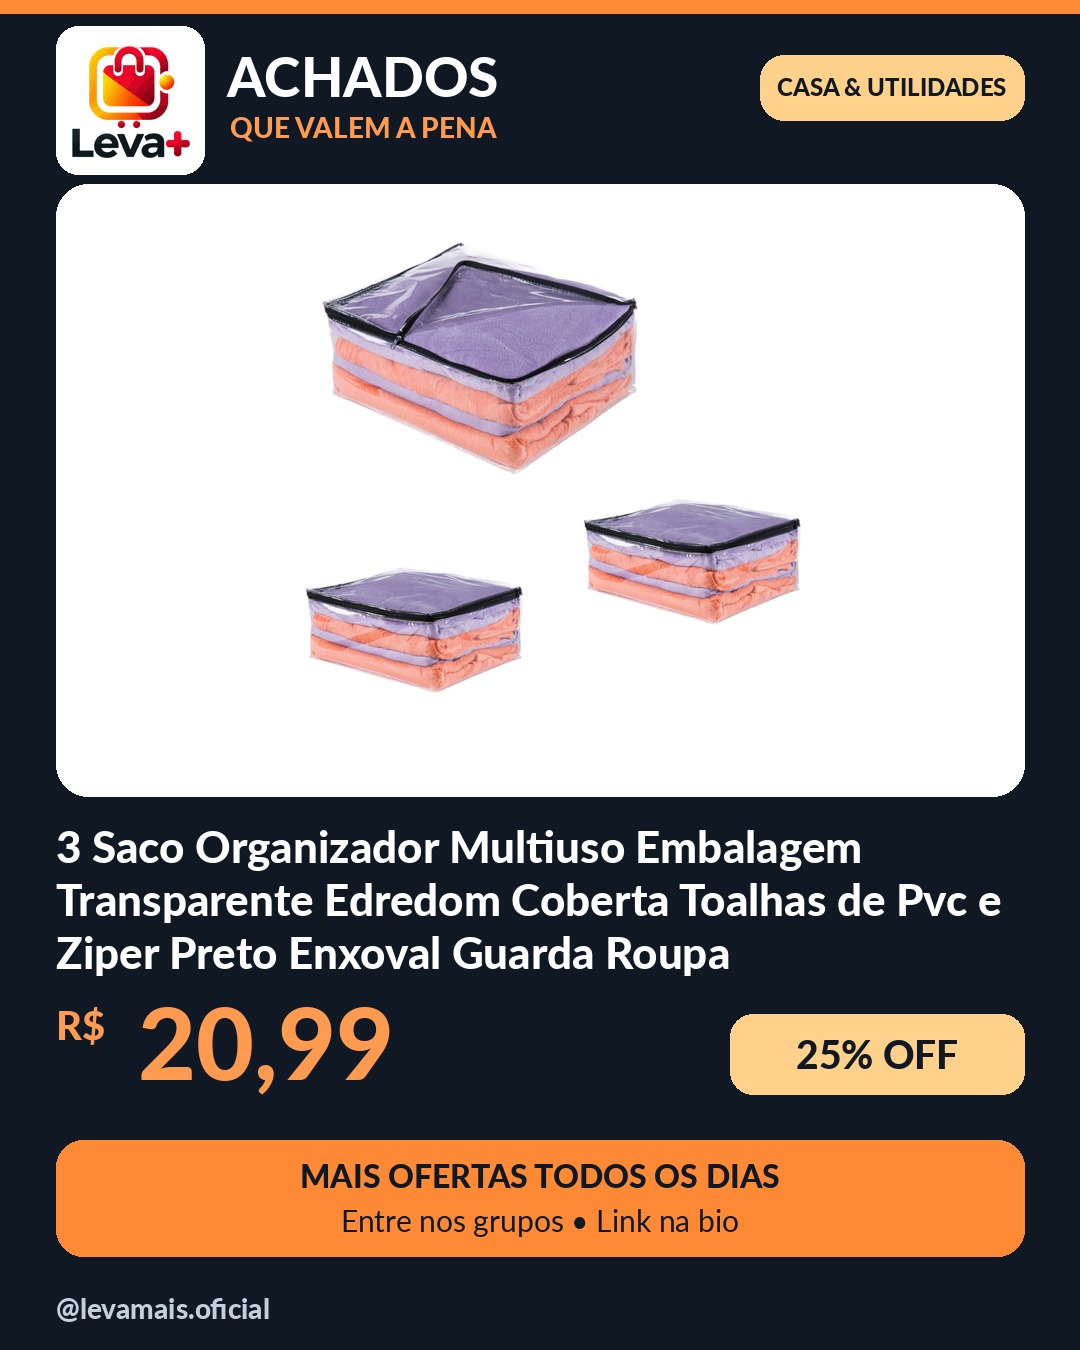 Leva+
ACHADOS
QUE VALEM A PENA
CASA & UTILIDADES
3 Saco Organizador Multiuso Embalagem
Transparente Edredom Coberta Toalhas de Pvc e
Ziper Preto Enxoval Guarda Roupa
R$ 20,99
25% OFF
MAIS OFERTAS TODOS OS DIAS
Entre nos grupos • Link na bio
@levamais.oficial